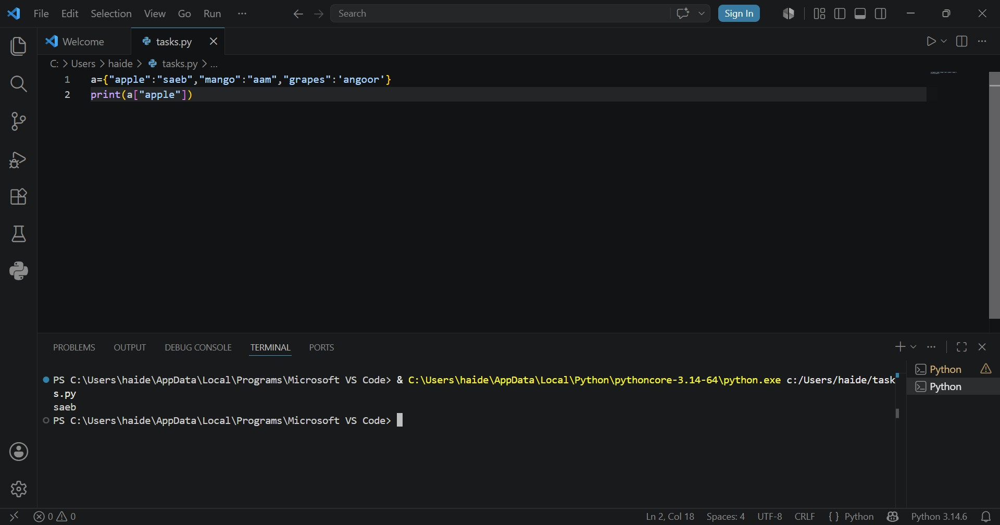 File Edit Selection View Go Run ··· Search Sign In
Welcome tasks.py
C: > Users > haide > tasks.py > ...
1 a={"apple":"saeb","mango":"aam","grapes":'angoor'}
2 print(a["apple"])
PROBLEMS OUTPUT DEBUG CONSOLE TERMINAL PORTS
PS C:\Users\haide\AppData\Local\Programs\Microsoft VS Code> & C:\Users\haide\AppData\Local\Python\pythoncore-3.14-64\python.exe c:/Users/haide/task
s.py
saeb
PS C:\Users\haide\AppData\Local\Programs\Microsoft VS Code>
Python
Python
0 0 Ln 2, Col 18 Spaces: 4 UTF-8 CRLF { } Python Python 3.14.6